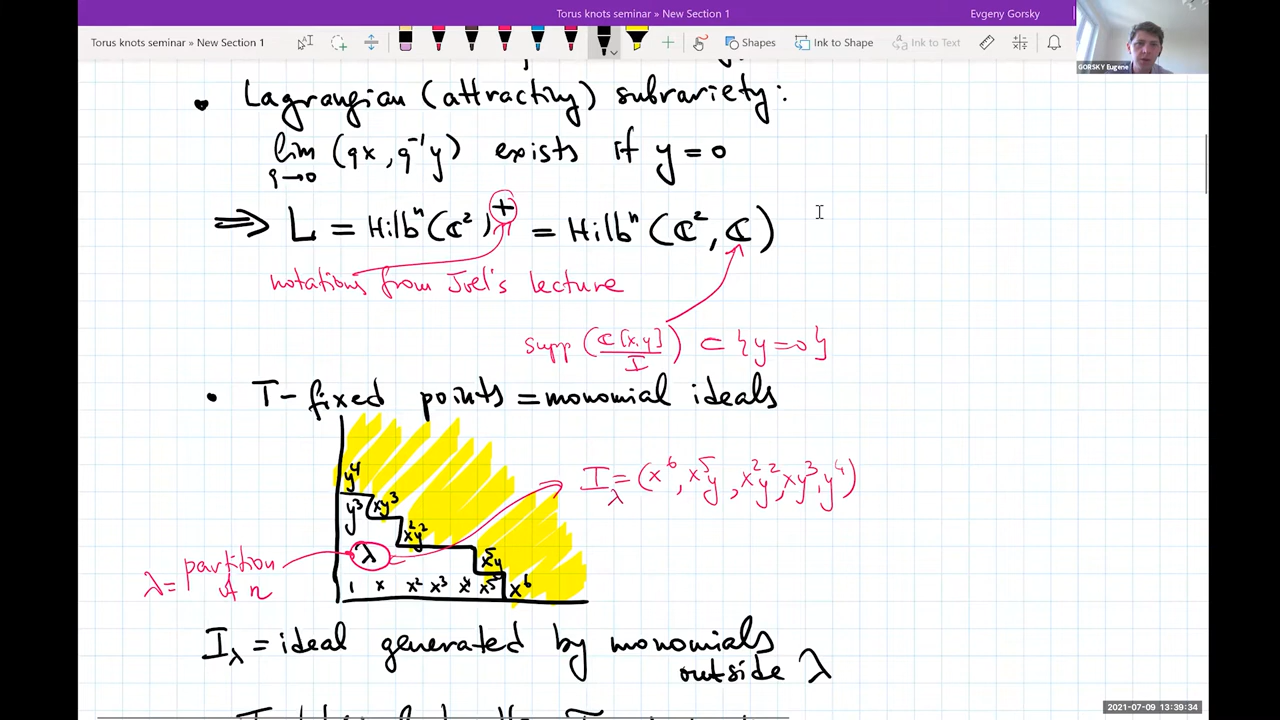 Torus knots seminar » New Section 1
Evgeny Gorsky
Torus knots seminar » New Section 1
Shapes
Ink to Shape
Ink to Text
GORSKY Eugene
• Lagrangian (attracting) subvariety:
lim (qx, q⁻¹y) exists if y = 0
q→0
⟹ L = Hilbⁿ(ℂ²)⁺ = Hilbⁿ(ℂ², ℂ)
notations from Joel's lecture
supp (ℂ[x,y]/I) ⊂ {y=0}
• T-fixed points = monomial ideals
y⁴
y³ xy³
x²y²
I_λ = (x⁶, x⁵y, x²y², xy³, y⁴)
λ
x⁵y
λ = partition of n
1 x x² x³ x⁴ x⁵ x⁶
I_λ = ideal generated by monomials
outside λ
2021-07-09 13:39:34